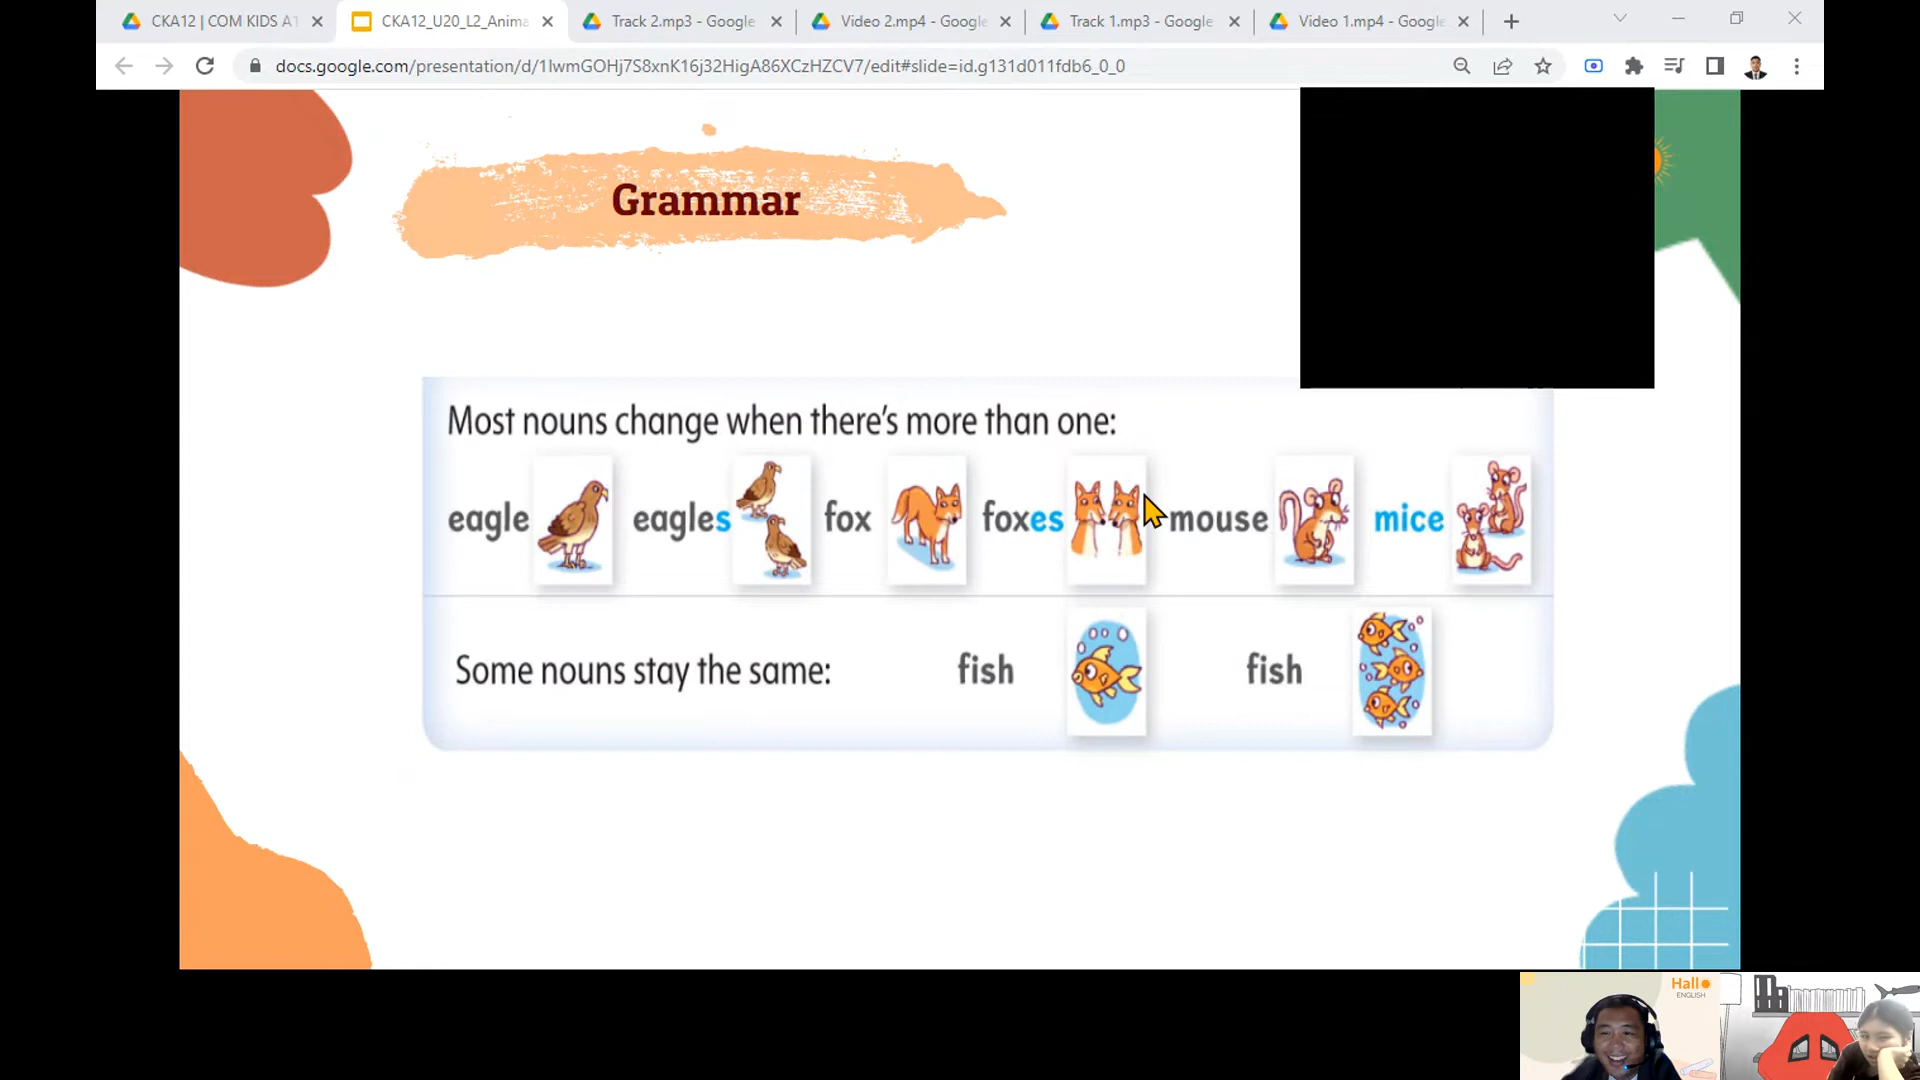 CKA12 | COM KIDS A1
CKA12_U20_L2_Anima
Track 2.mp3 - Google
Video 2.mp4 - Google
Track 1.mp3 - Google
Video 1.mp4 - Google
docs.google.com/presentation/d/1lwmGOHj7S8xnK16j32HigA86XCzHZCV7/edit#slide=id.g131d011fdb6_0_0
Grammar
Most nouns change when there's more than one:
eagle eagles fox foxes mouse mice
Some nouns stay the same: fish fish
Hallo
ENGLISH